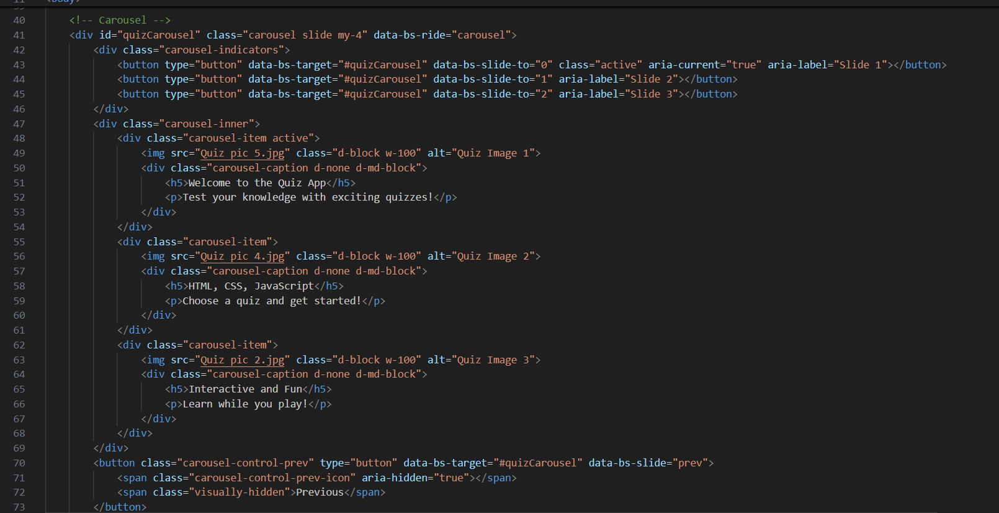 11 <body>
39
40 <!-- Carousel -->
41 <div id="quizCarousel" class="carousel slide my-4" data-bs-ride="carousel">
42 <div class="carousel-indicators">
43 <button type="button" data-bs-target="#quizCarousel" data-bs-slide-to="0" class="active" aria-current="true" aria-label="Slide 1"></button>
44 <button type="button" data-bs-target="#quizCarousel" data-bs-slide-to="1" aria-label="Slide 2"></button>
45 <button type="button" data-bs-target="#quizCarousel" data-bs-slide-to="2" aria-label="Slide 3"></button>
46 </div>
47 <div class="carousel-inner">
48 <div class="carousel-item active">
49 <img src="Quiz pic 5.jpg" class="d-block w-100" alt="Quiz Image 1">
50 <div class="carousel-caption d-none d-md-block">
51 <h5>Welcome to the Quiz App</h5>
52 <p>Test your knowledge with exciting quizzes!</p>
53 </div>
54 </div>
55 <div class="carousel-item">
56 <img src="Quiz pic 4.jpg" class="d-block w-100" alt="Quiz Image 2">
57 <div class="carousel-caption d-none d-md-block">
58 <h5>HTML, CSS, JavaScript</h5>
59 <p>Choose a quiz and get started!</p>
60 </div>
61 </div>
62 <div class="carousel-item">
63 <img src="Quiz pic 2.jpg" class="d-block w-100" alt="Quiz Image 3">
64 <div class="carousel-caption d-none d-md-block">
65 <h5>Interactive and Fun</h5>
66 <p>Learn while you play!</p>
67 </div>
68 </div>
69 </div>
70 <button class="carousel-control-prev" type="button" data-bs-target="#quizCarousel" data-bs-slide="prev">
71 <span class="carousel-control-prev-icon" aria-hidden="true"></span>
72 <span class="visually-hidden">Previous</span>
73 </button>